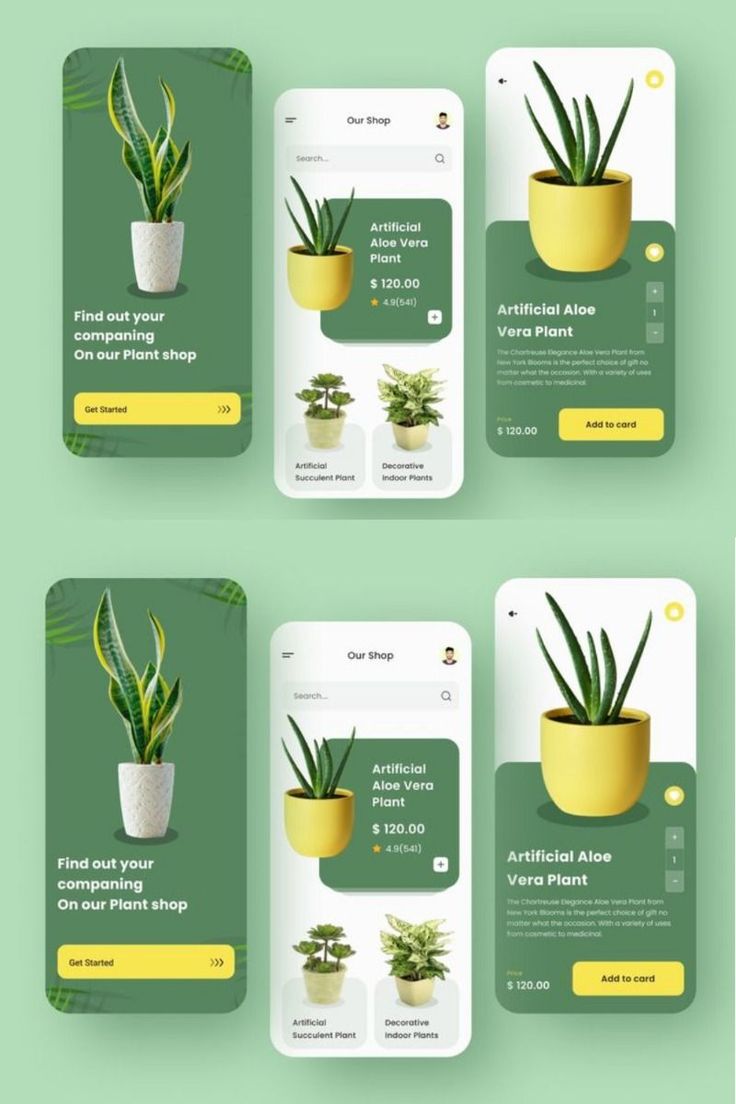 Find out your
companing
On our Plant shop
Get Started
Our Shop
Search...
Artificial
Aloe Vera
Plant
$ 120.00
4.9(541)
+
Artificial
Succulent Plant
Decorative
Indoor Plants
+
1
-
Artificial Aloe
Vera Plant
The Chartreuse Elegance Aloe Vera Plant from
New York Blooms is the perfect choice of gift no
matter what the occasion. With a variety of uses
from cosmetic to medicinal.
Price
$ 120.00
Add to card
Find out your
companing
On our Plant shop
Get Started
Our Shop
Search...
Artificial
Aloe Vera
Plant
$ 120.00
4.9(541)
+
Artificial
Succulent Plant
Decorative
Indoor Plants
+
1
-
Artificial Aloe
Vera Plant
The Chartreuse Elegance Aloe Vera Plant from
New York Blooms is the perfect choice of gift no
matter what the occasion. With a variety of uses
from cosmetic to medicinal.
Price
$ 120.00
Add to card